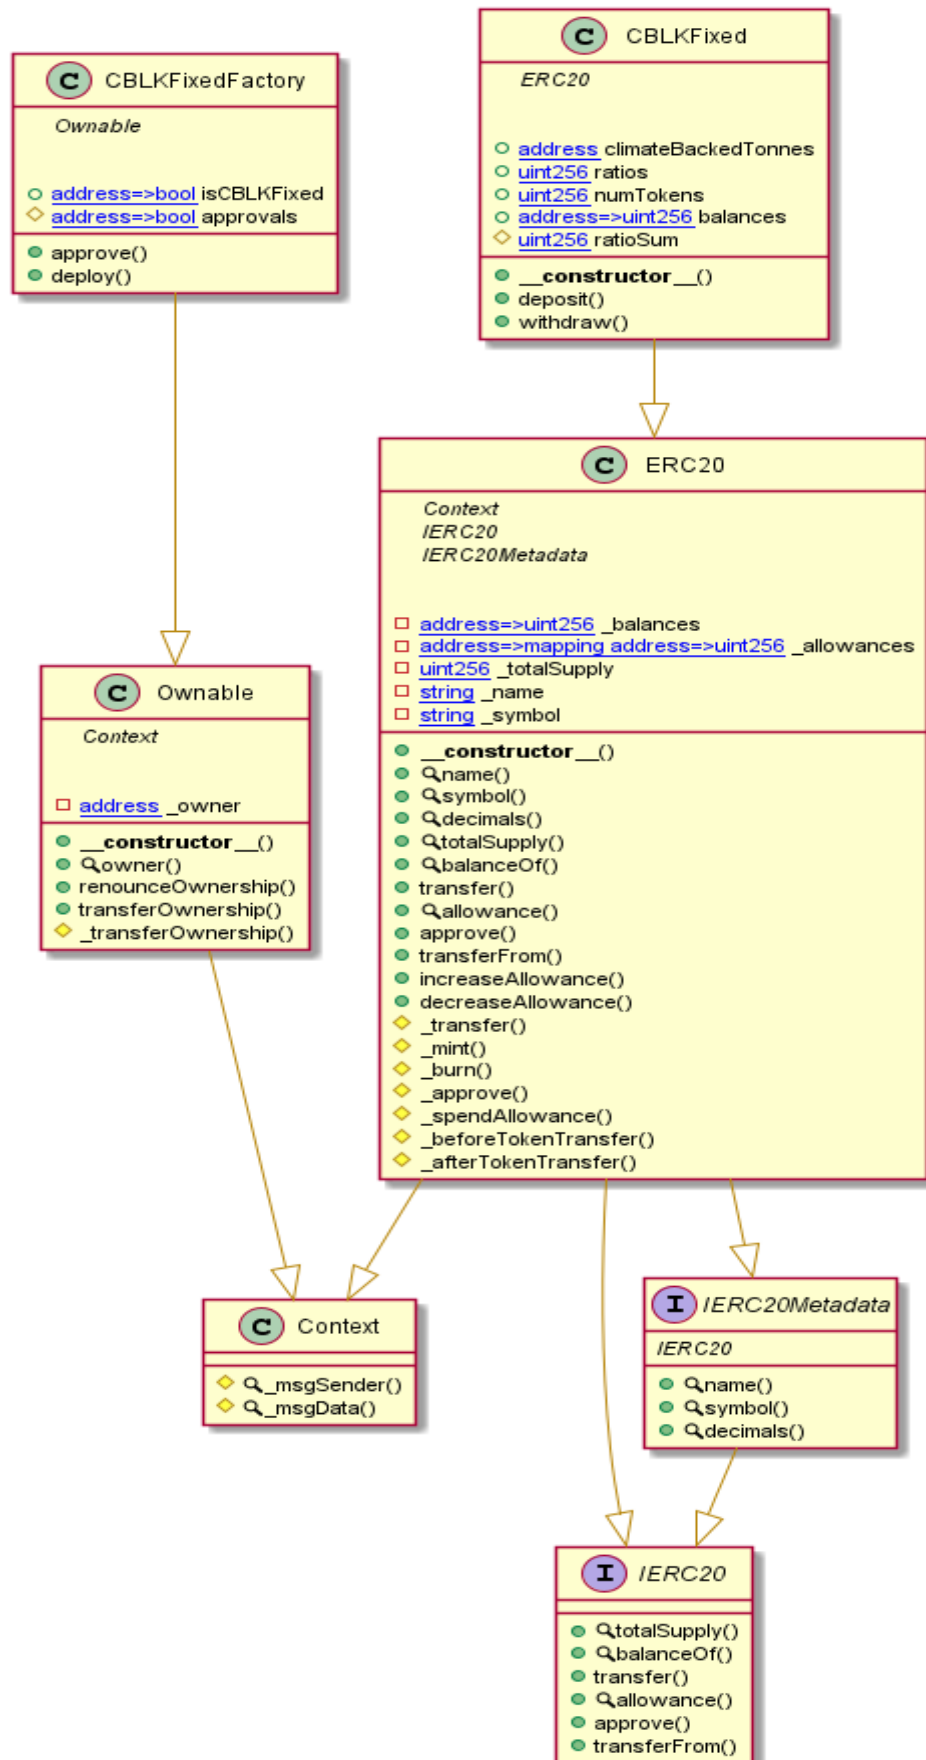 C CBLKFixedFactory
Ownable
address=>bool isCBLKFixed
address=>bool approvals
approve()
deploy()
C CBLKFixed
ERC20
address climateBackedTonnes
uint256 ratios
uint256 numTokens
address=>uint256 balances
uint256 ratioSum
__constructor__()
deposit()
withdraw()
C ERC20
Context
IERC20
IERC20Metadata
address=>uint256 _balances
address=>mapping address=>uint256 _allowances
uint256 _totalSupply
string _name
string _symbol
__constructor__()
name()
symbol()
decimals()
totalSupply()
balanceOf()
transfer()
allowance()
approve()
transferFrom()
increaseAllowance()
decreaseAllowance()
_transfer()
_mint()
_burn()
_approve()
_spendAllowance()
_beforeTokenTransfer()
_afterTokenTransfer()
C Ownable
Context
address _owner
__constructor__()
owner()
renounceOwnership()
transferOwnership()
_transferOwnership()
C Context
_msgSender()
_msgData()
I IERC20Metadata
IERC20
name()
symbol()
decimals()
I IERC20
totalSupply()
balanceOf()
transfer()
allowance()
approve()
transferFrom()